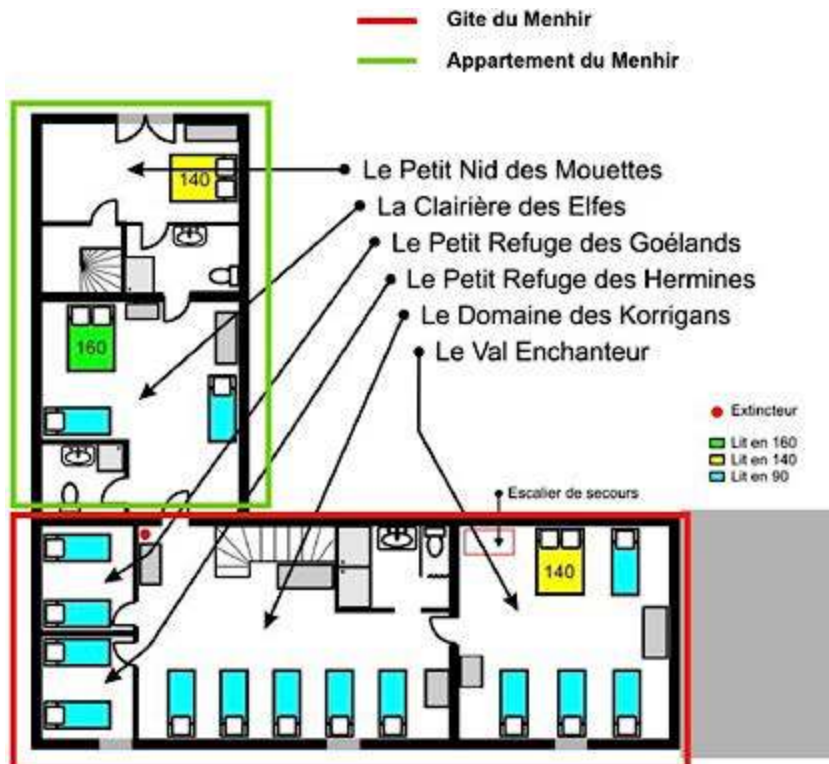 Gite du Menhir
Appartement du Menhir
Le Petit Nid des Mouettes
La Clairière des Elfes
Le Petit Refuge des Goélands
Le Petit Refuge des Hermines
Le Domaine des Korrigans
Le Val Enchanteur
140
160
Extincteur
Lit en 160
Lit en 140
Lit en 90
Escalier de secours
140